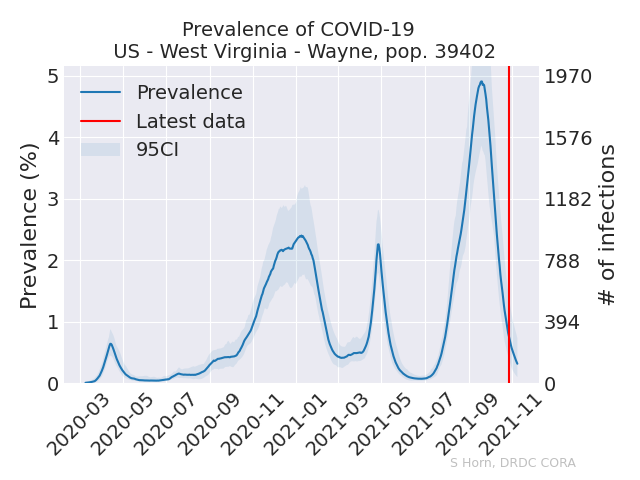 Prevalence of COVID-19
US - West Virginia - Wayne, pop. 39402
Prevalence (%)
5
4
3
2
1
0
Prevalence
Latest data
95CI
1970
1576
1182
788
394
0
# of infections
2020-03
2020-05
2020-07
2020-09
2020-11
2021-01
2021-03
2021-05
2021-07
2021-09
2021-11
S Horn, DRDC CORA